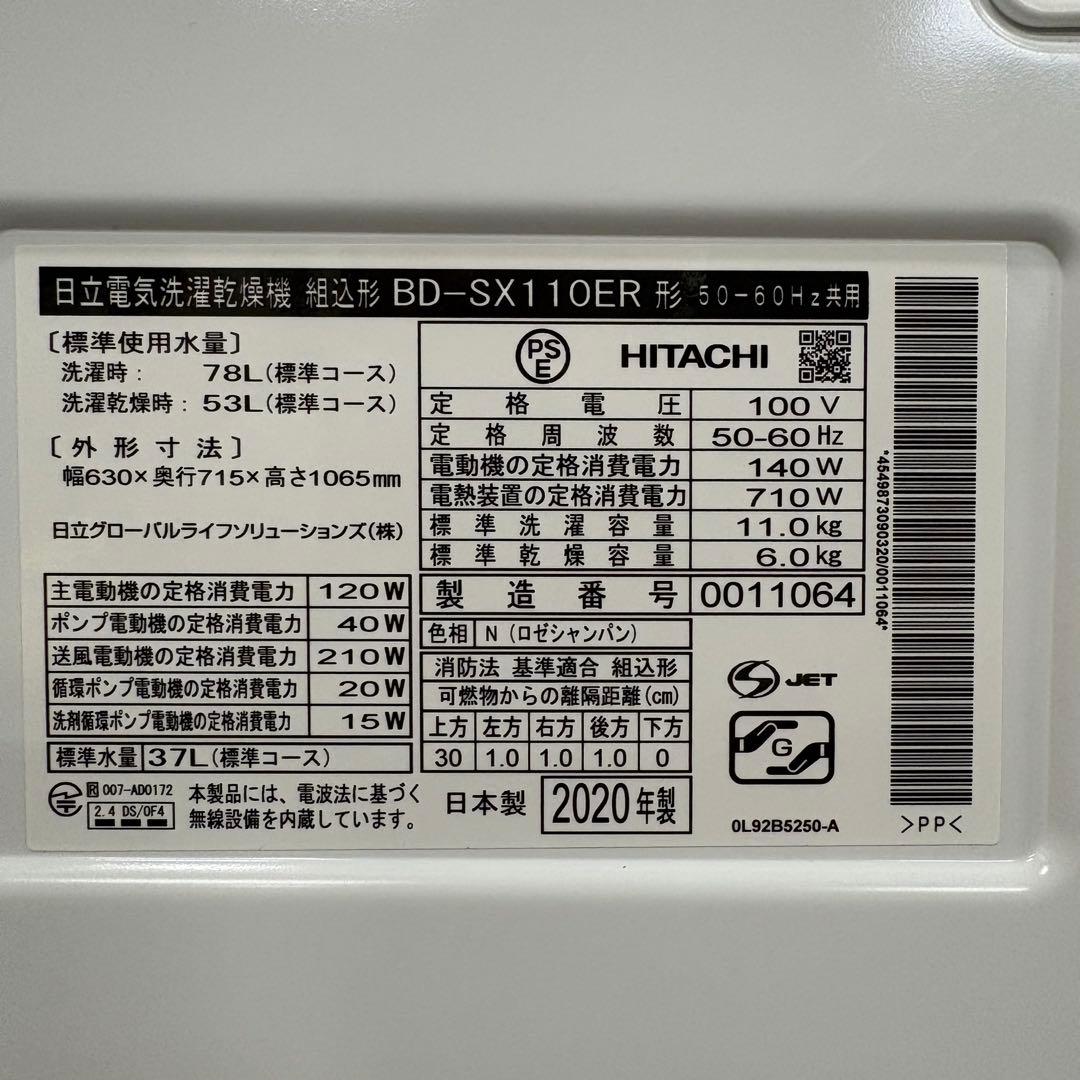 日立電気洗濯乾燥機 組込形 BD-SX110ER 形 50-60Hz共用
〔標準使用水量〕
洗濯時： 78L(標準コース)
洗濯乾燥時：53L(標準コース)
〔外形寸法〕
幅630×奥行715×高さ1065mm
日立グローバルライフソリューションズ(株)
主電動機の定格消費電力 120W
ポンプ電動機の定格消費電力 40W
送風電動機の定格消費電力 210W
循環ポンプ電動機の定格消費電力 20W
洗剤循環ポンプ電動機の定格消費電力 15W
標準水量 37L(標準コース)
R 007-AD0172
2.4 DS/OF4
本製品には、電波法に基づく
無線設備を内蔵しています。
PS
E
HITACHI
定格電圧 100V
定格周波数 50-60Hz
電動機の定格消費電力 140W
電熱装置の定格消費電力 710W
標準洗濯容量 11.0kg
標準乾燥容量 6.0kg
製造番号 0011064
色相 N (ロゼシャンパン)
消防法 基準適合 組込形
可燃物からの離隔距離(cm)
上方 左方 右方 後方 下方
30 1.0 1.0 1.0 0
日本製 2020年製
S JET
G
0L92B5250-A
*4549873090320/0011064*
>PP<